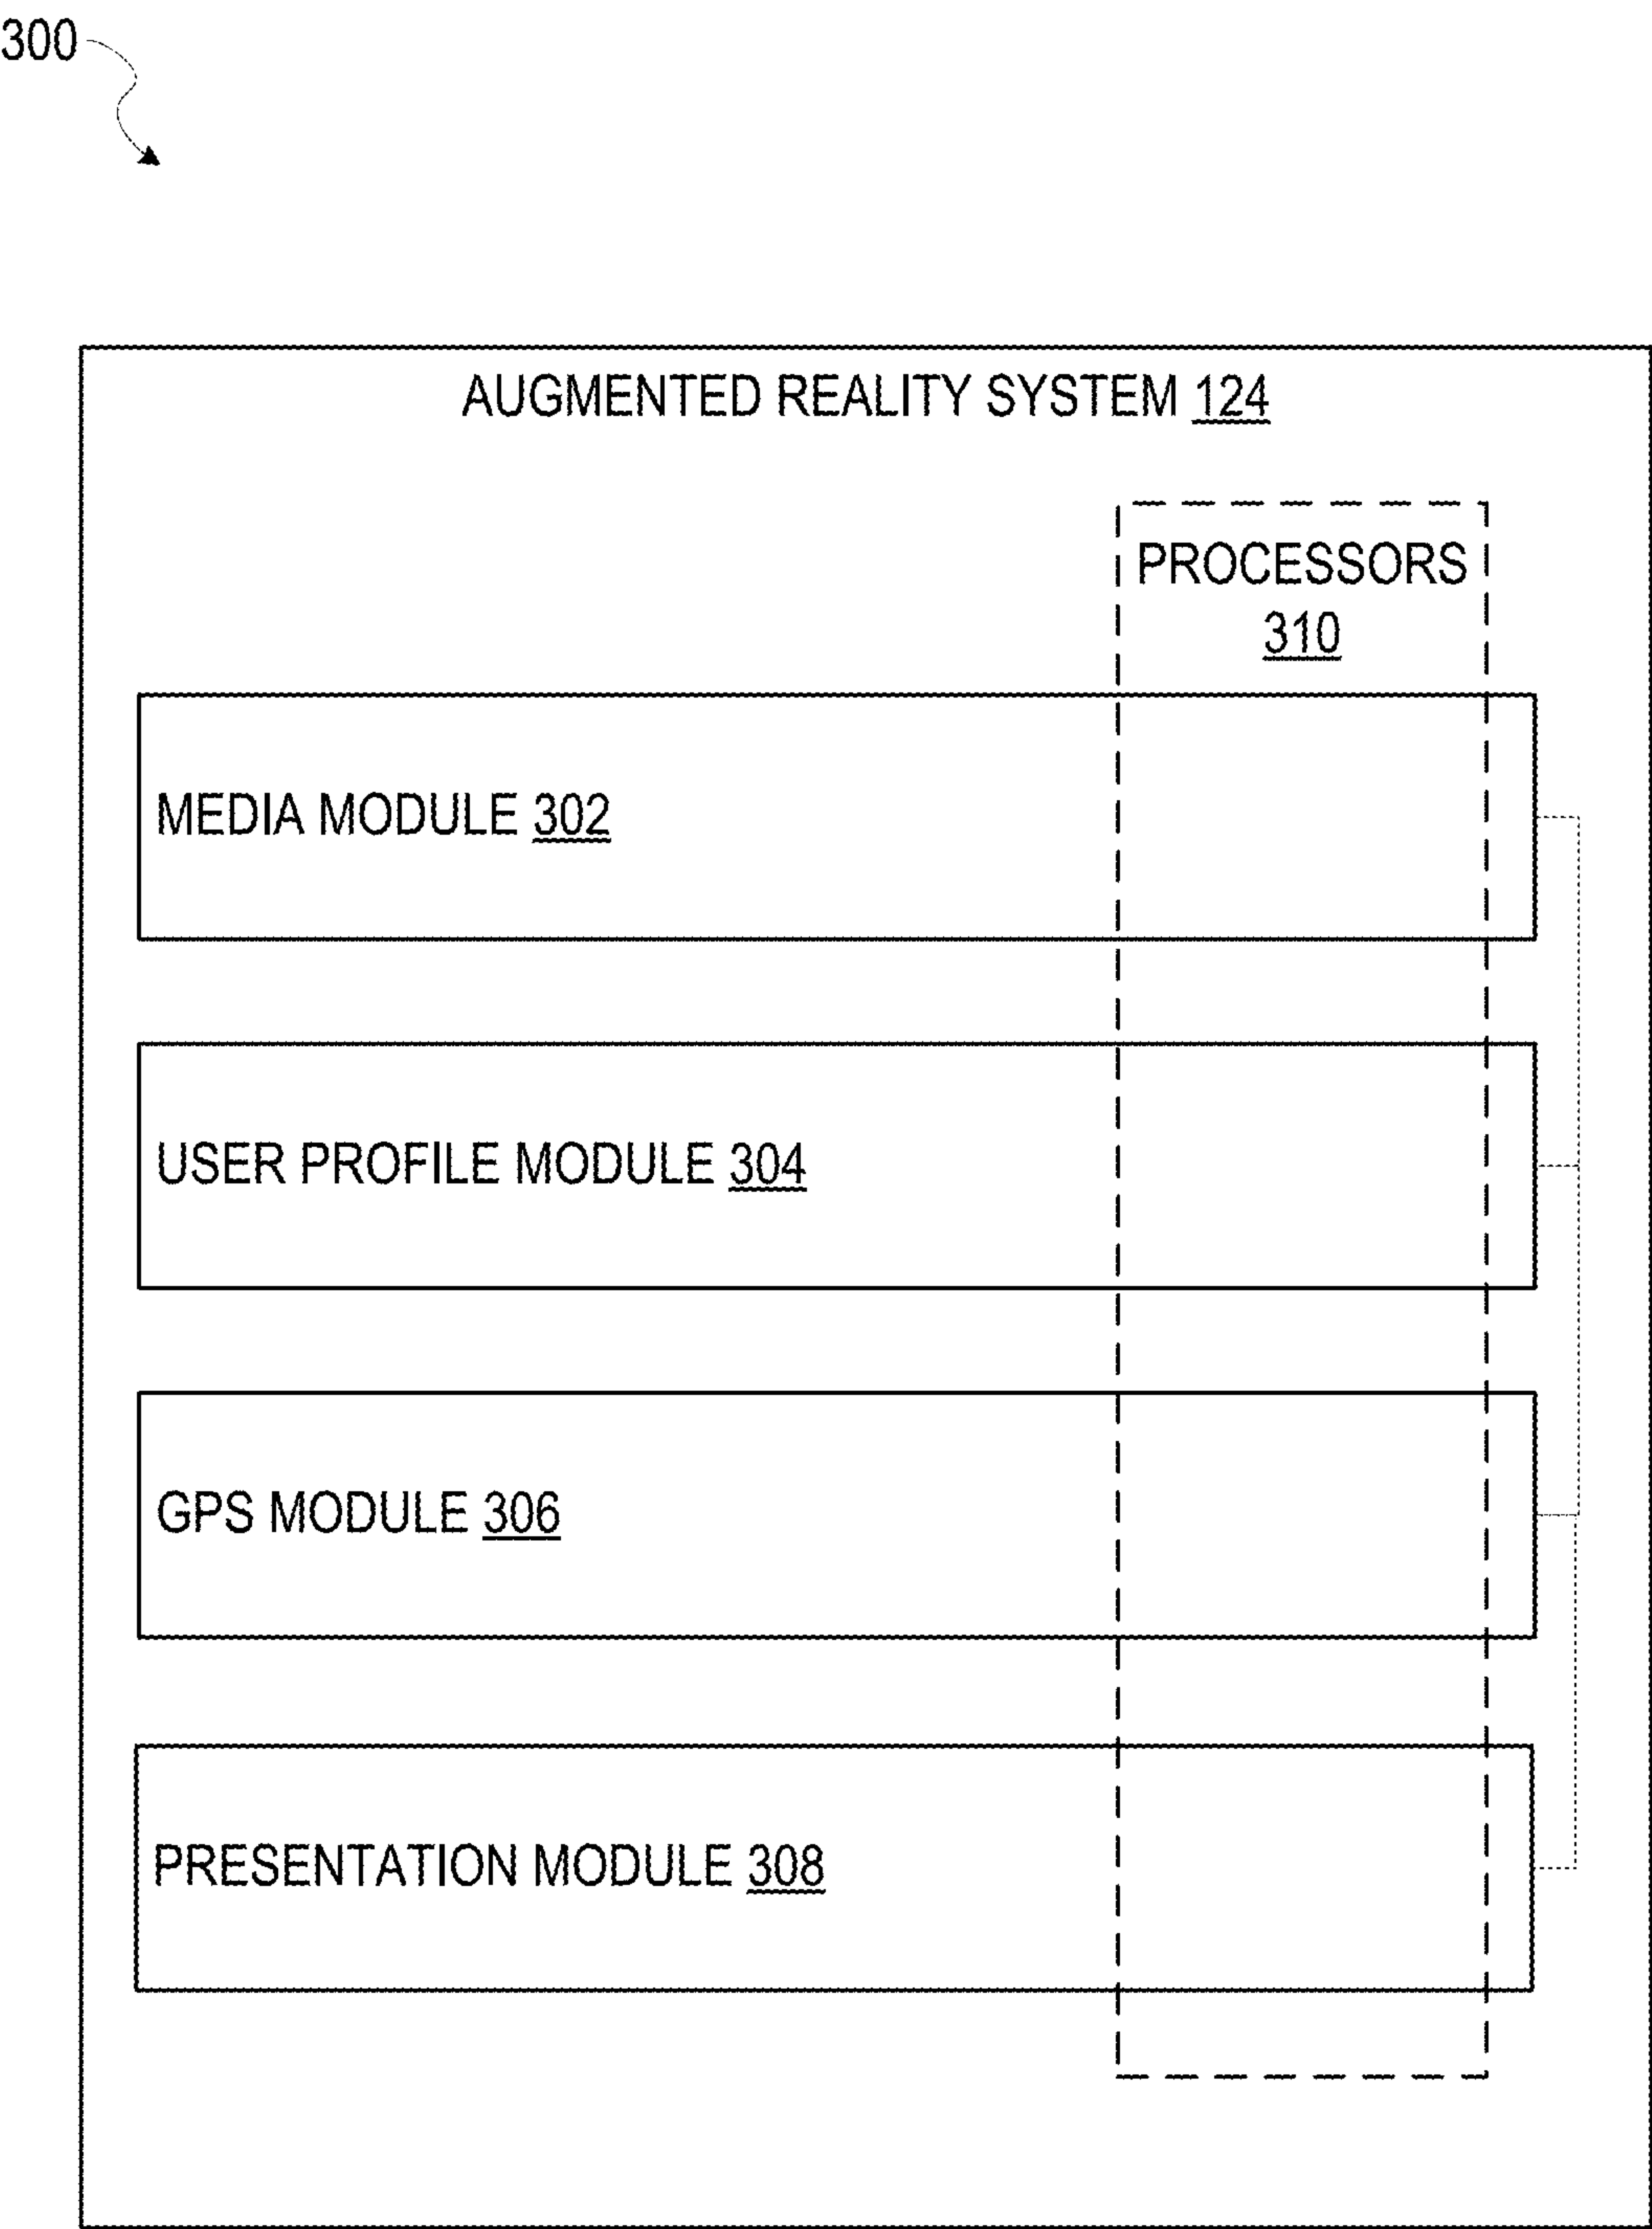 300
AUGMENTED REALITY SYSTEM 124
PROCESSORS
310
MEDIA MODULE 302
USER PROFILE MODULE 304
GPS MODULE 306
PRESENTATION MODULE 308